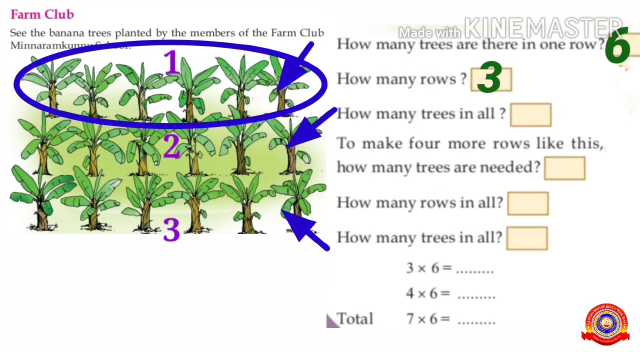 Farm Club
See the banana trees planted by the members of the Farm Club
Minnaramkunnu School.
1
2
3
Made with KINEMASTER
How many trees are there in one row? 6
How many rows ? 3
How many trees in all ?
To make four more rows like this,
how many trees are needed?
How many rows in all?
How many trees in all?
3 × 6 = .........
4 × 6 = .........
Total 7 × 6 = .........